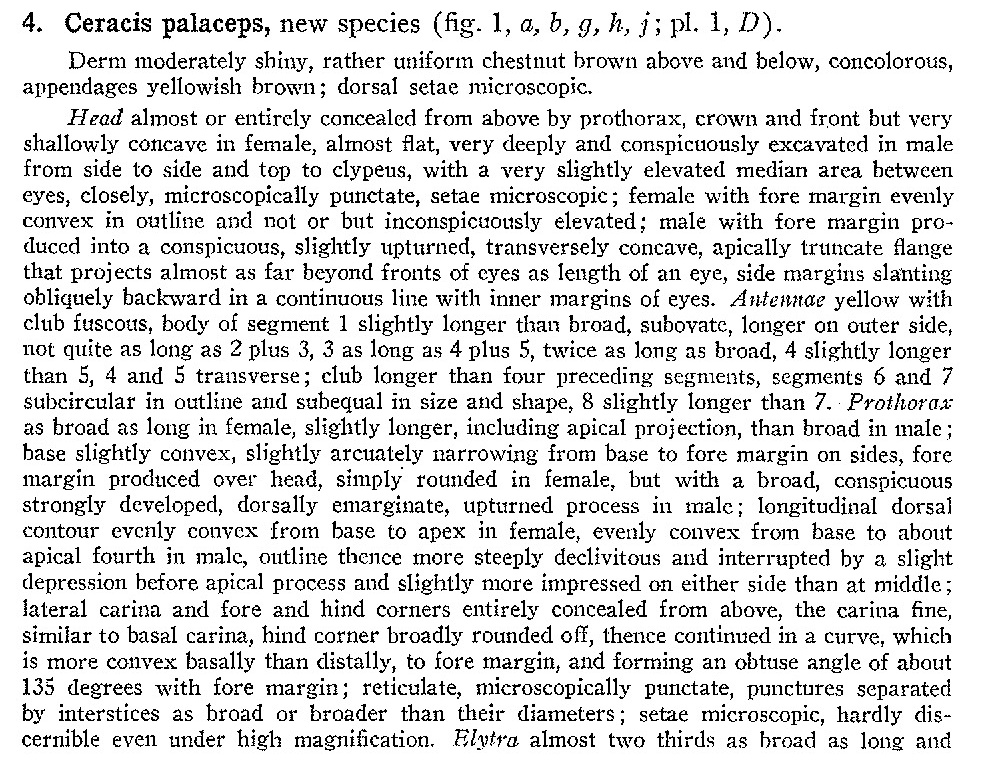 4. Ceracis palaceps, new species (fig. 1, a, b, g, h, j; pl. 1, D).
Derm moderately shiny, rather uniform chestnut brown above and below, concolorous,
appendages yellowish brown; dorsal setae microscopic.
Head almost or entirely concealed from above by prothorax, crown and front but very
shallowly concave in female, almost flat, very deeply and conspicuously excavated in male
from side to side and top to clypeus, with a very slightly elevated median area between
eyes, closely, microscopically punctate, setae microscopic; female with fore margin evenly
convex in outline and not or but inconspicuously elevated; male with fore margin pro-
duced into a conspicuous, slightly upturned, transversely concave, apically truncate flange
that projects almost as far beyond fronts of eyes as length of an eye, side margins slanting
obliquely backward in a continuous line with inner margins of eyes. Antennae yellow with
club fuscous, body of segment 1 slightly longer than broad, subovate, longer on outer side,
not quite as long as 2 plus 3, 3 as long as 4 plus 5, twice as long as broad, 4 slightly longer
than 5, 4 and 5 transverse; club longer than four preceding segments, segments 6 and 7
subcircular in outline and subequal in size and shape, 8 slightly longer than 7. Prothorax
as broad as long in female, slightly longer, including apical projection, than broad in male;
base slightly convex, slightly arcuately narrowing from base to fore margin on sides, fore
margin produced over head, simply rounded in female, but with a broad, conspicuous
strongly developed, dorsally emarginate, upturned process in male; longitudinal dorsal
contour evenly convex from base to apex in female, evenly convex from base to about
apical fourth in male, outline thence more steeply declivitous and interrupted by a slight
depression before apical process and slightly more impressed on either side than at middle;
lateral carina and fore and hind corners entirely concealed from above, the carina fine,
similar to basal carina, hind corner broadly rounded off, thence continued in a curve, which
is more convex basally than distally, to fore margin, and forming an obtuse angle of about
135 degrees with fore margin; reticulate, microscopically punctate, punctures separated
by interstices as broad or broader than their diameters; setae microscopic, hardly dis-
cernible even under high magnification. Elytra almost two thirds as broad as long and